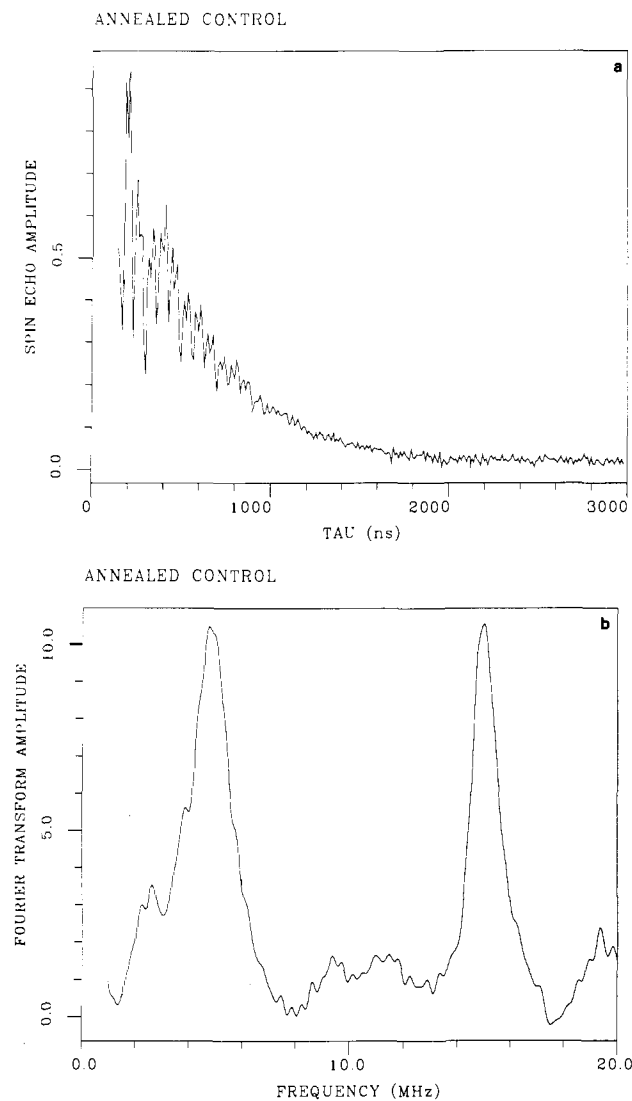 ANNEALED CONTROL
a
SPIN ECHO AMPLITUDE
0.5
0.0
0
1000
2000
3000
TAU (ns)
ANNEALED CONTROL
b
FOURIER TRANSFORM AMPLITUDE
10.0
5.0
0.0
0.0
10.0
20.0
FREQUENCY (MHz)